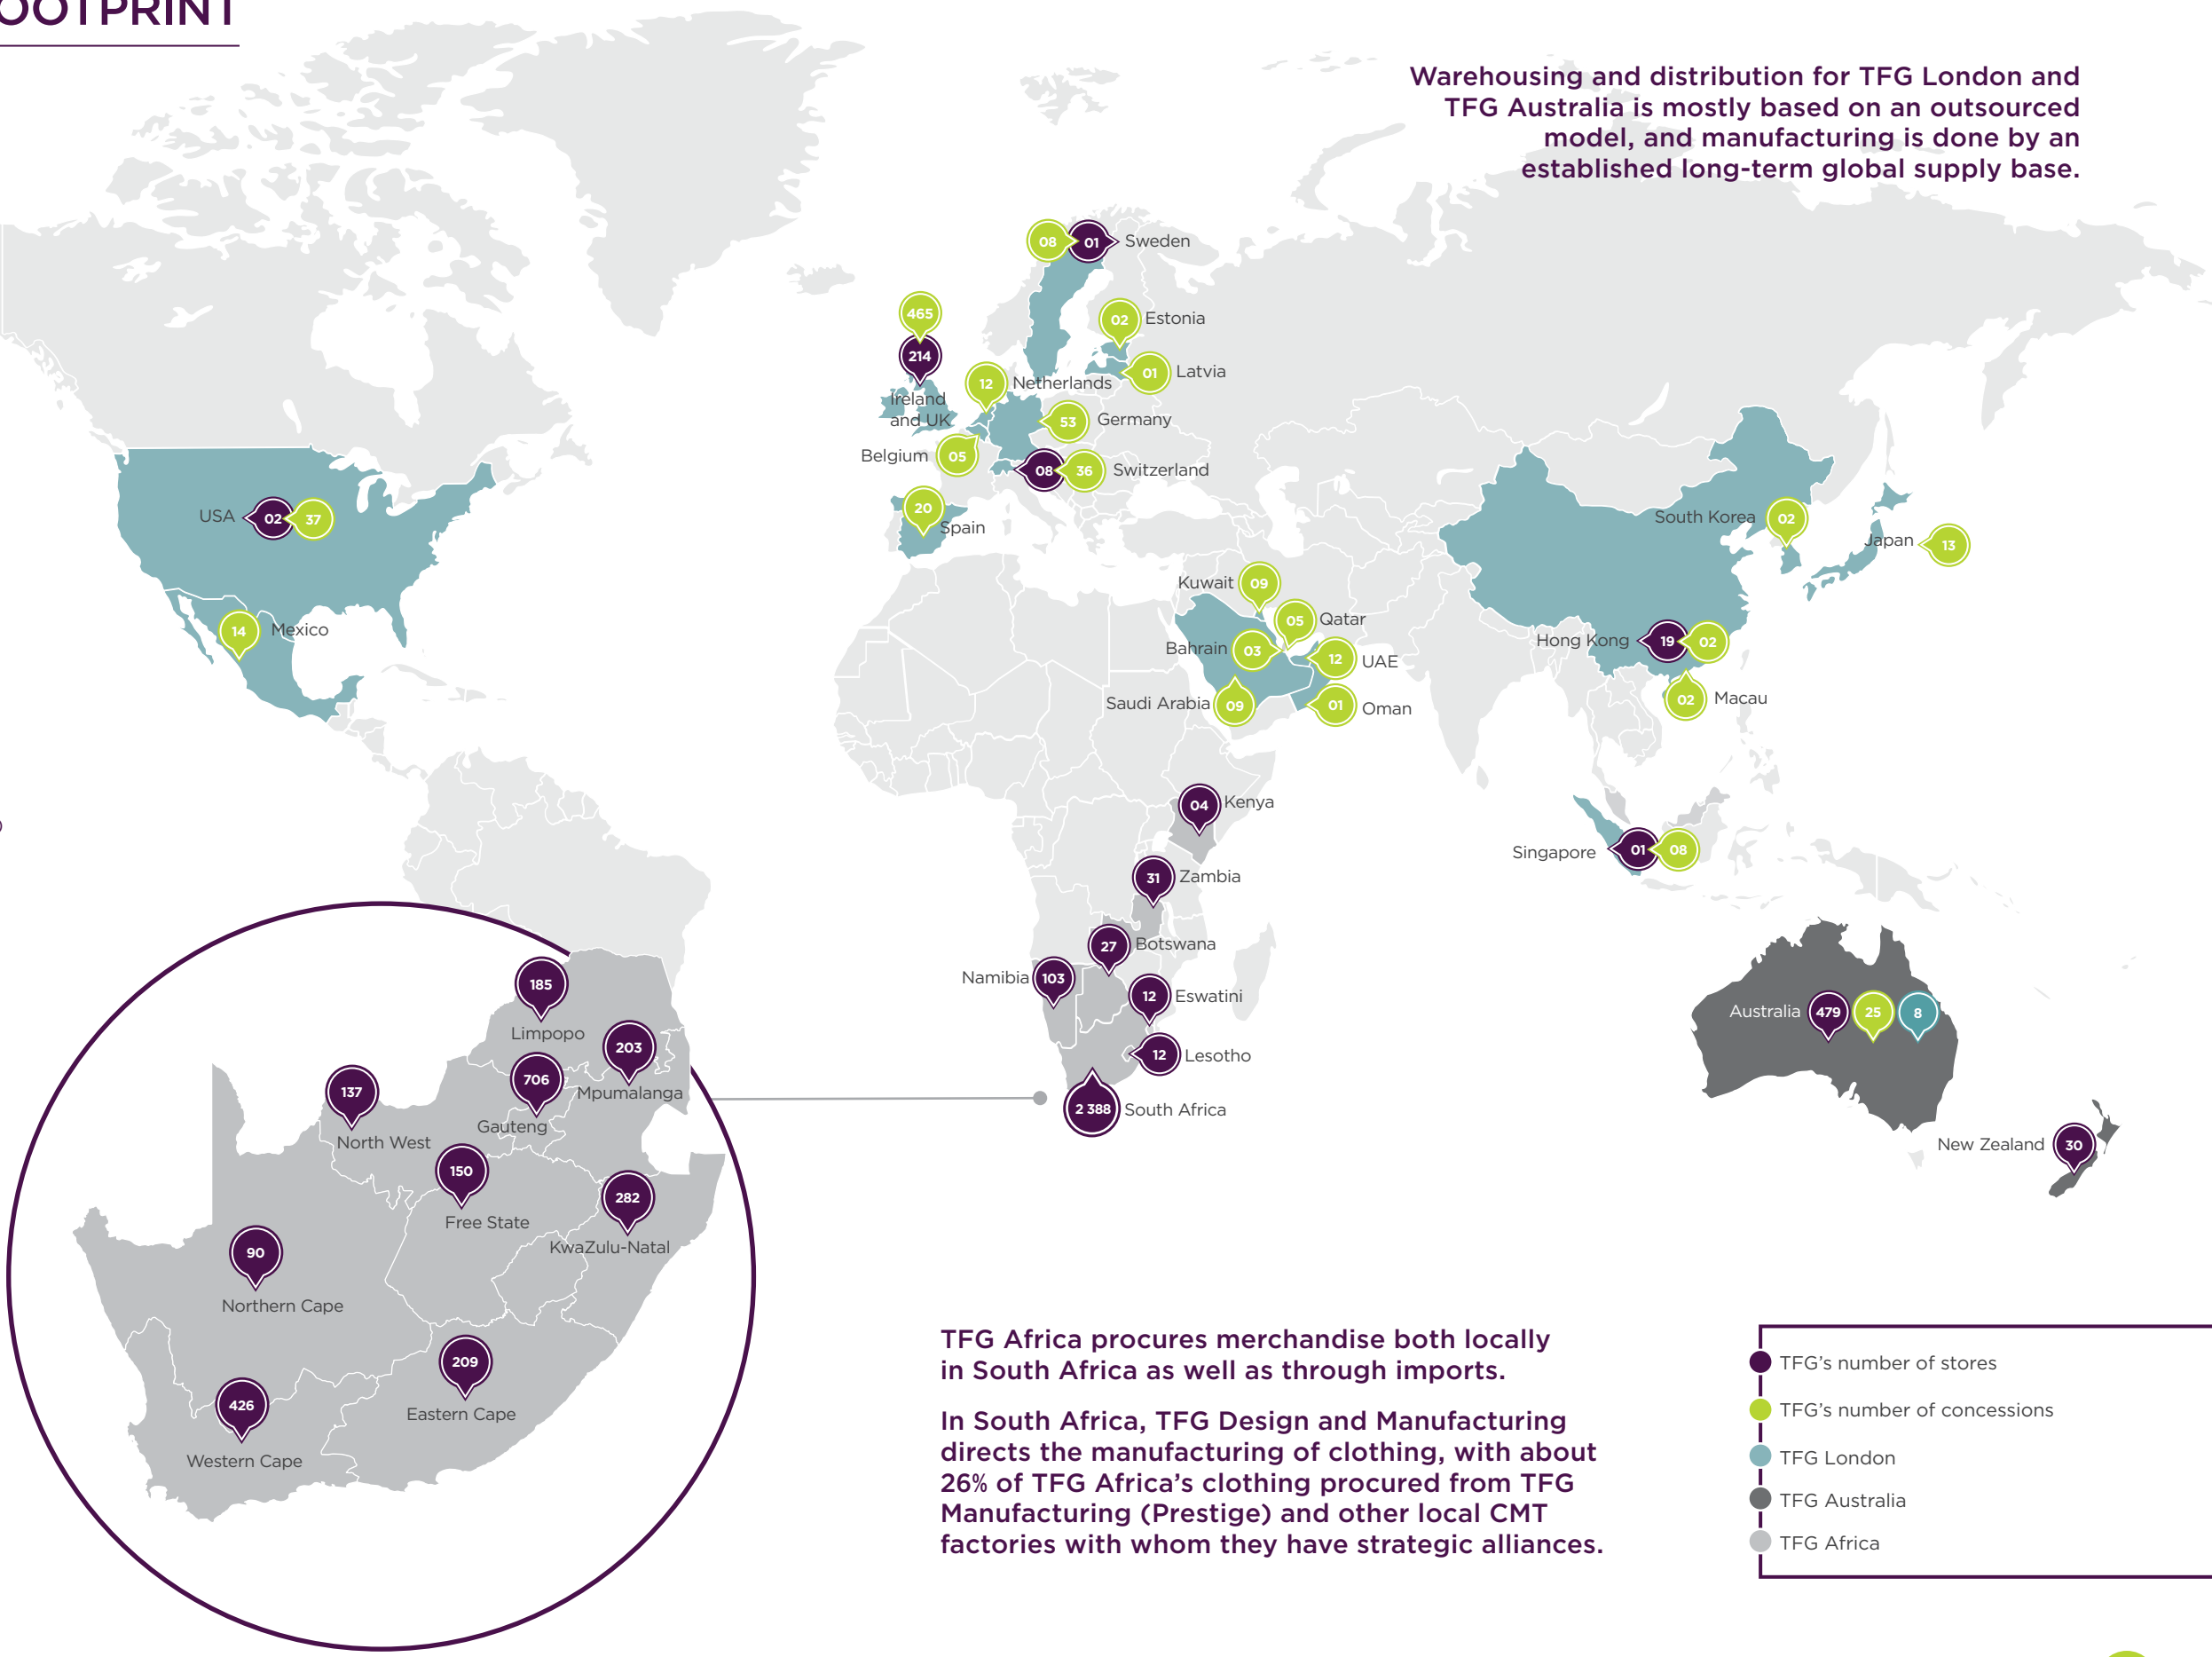 OOTPRINT
Warehousing and distribution for TFG London and
TFG Australia is mostly based on an outsourced
model, and manufacturing is done by an
established long-term global supply base.
08
01
Sweden
465
214
Ireland
and UK
02
Estonia
01
Latvia
12
Netherlands
53
Germany
Belgium
05
08
36
Switzerland
20
Spain
USA
02
37
14
Mexico
South Korea
02
Japan
13
Kuwait
09
05
Qatar
Bahrain
03
12
UAE
Saudi Arabia
09
01
Oman
Hong Kong
19
02
02
Macau
04
Kenya
Singapore
01
08
31
Zambia
27
Botswana
Namibia
103
12
Eswatini
12
Lesotho
2 388
South Africa
Australia
479
25
8
New Zealand
30
185
Limpopo
203
Mpumalanga
706
Gauteng
137
North West
150
Free State
282
KwaZulu-Natal
90
Northern Cape
209
Eastern Cape
426
Western Cape
TFG Africa procures merchandise both locally
in South Africa as well as through imports.
In South Africa, TFG Design and Manufacturing
directs the manufacturing of clothing, with about
26% of TFG Africa's clothing procured from TFG
Manufacturing (Prestige) and other local CMT
factories with whom they have strategic alliances.
TFG's number of stores
TFG's number of concessions
TFG London
TFG Australia
TFG Africa